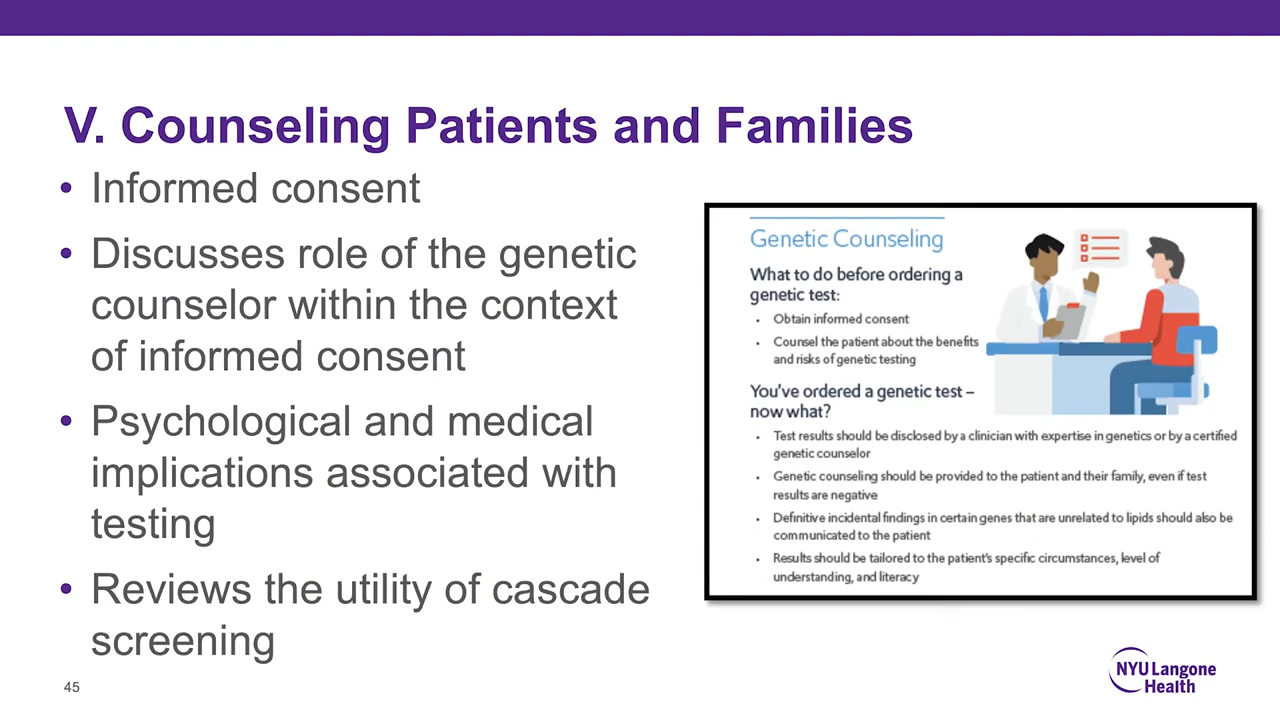 V. Counseling Patients and Families
• Informed consent
• Discusses role of the genetic
counselor within the context
of informed consent
• Psychological and medical
implications associated with
testing
• Reviews the utility of cascade
screening
Genetic Counseling
What to do before ordering a
genetic test:
• Obtain informed consent
• Counsel the patient about the benefits
and risks of genetic testing
You've ordered a genetic test –
now what?
• Test results should be disclosed by a clinician with expertise in genetics or by a certified
genetic counselor
• Genetic counseling should be provided to the patient and their family, even if test
results are negative
• Definitive incidental findings in certain genes that are unrelated to lipids should also be
communicated to the patient
• Results should be tailored to the patient's specific circumstances, level of
understanding, and literacy
45
NYU Langone
Health